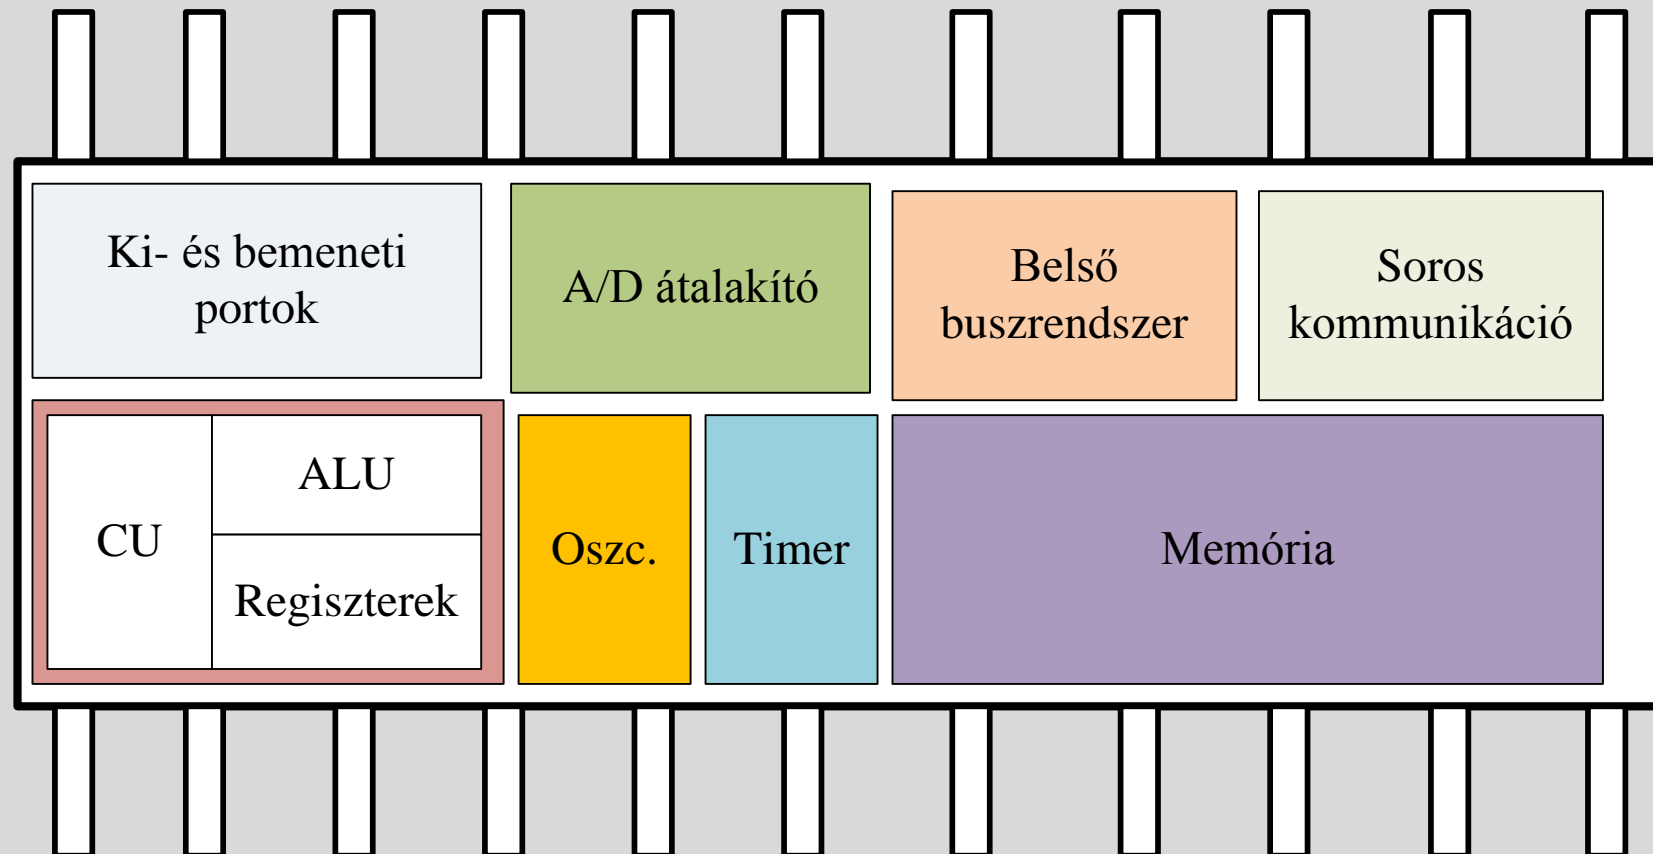 Ki- és bemeneti
portok
A/D átalakító
Belső
buszrendszer
Soros
kommunikáció
CU
ALU
Regiszterek
Oszc.
Timer
Memória